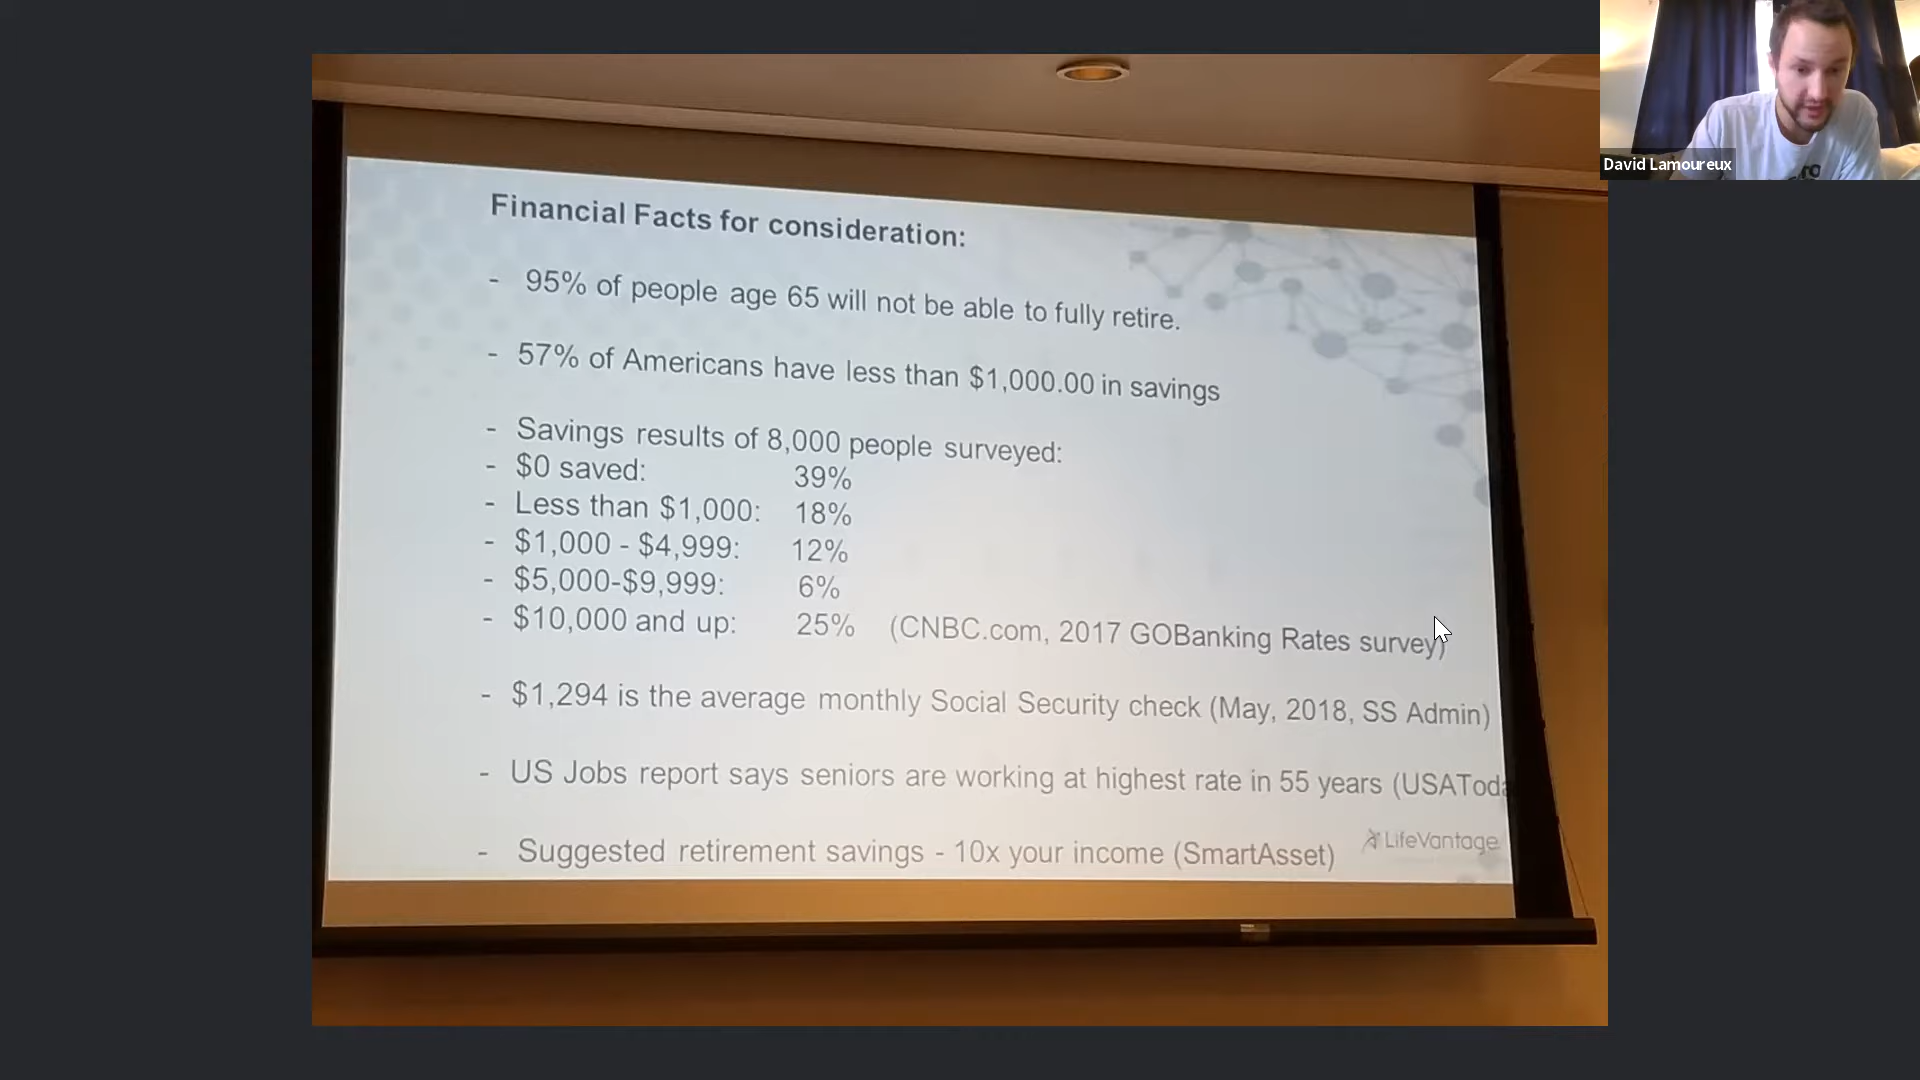 David Lamoureux
Financial Facts for consideration:
- 95% of people age 65 will not be able to fully retire.
- 57% of Americans have less than $1,000.00 in savings
- Savings results of 8,000 people surveyed:
- $0 saved: 39%
- Less than $1,000: 18%
- $1,000 - $4,999: 12%
- $5,000-$9,999: 6%
- $10,000 and up: 25% (CNBC.com, 2017 GOBanking Rates survey)
- $1,294 is the average monthly Social Security check (May, 2018, SS Admin)
- US Jobs report says seniors are working at highest rate in 55 years (USAToda
- Suggested retirement savings - 10x your income (SmartAsset)
LifeVantage